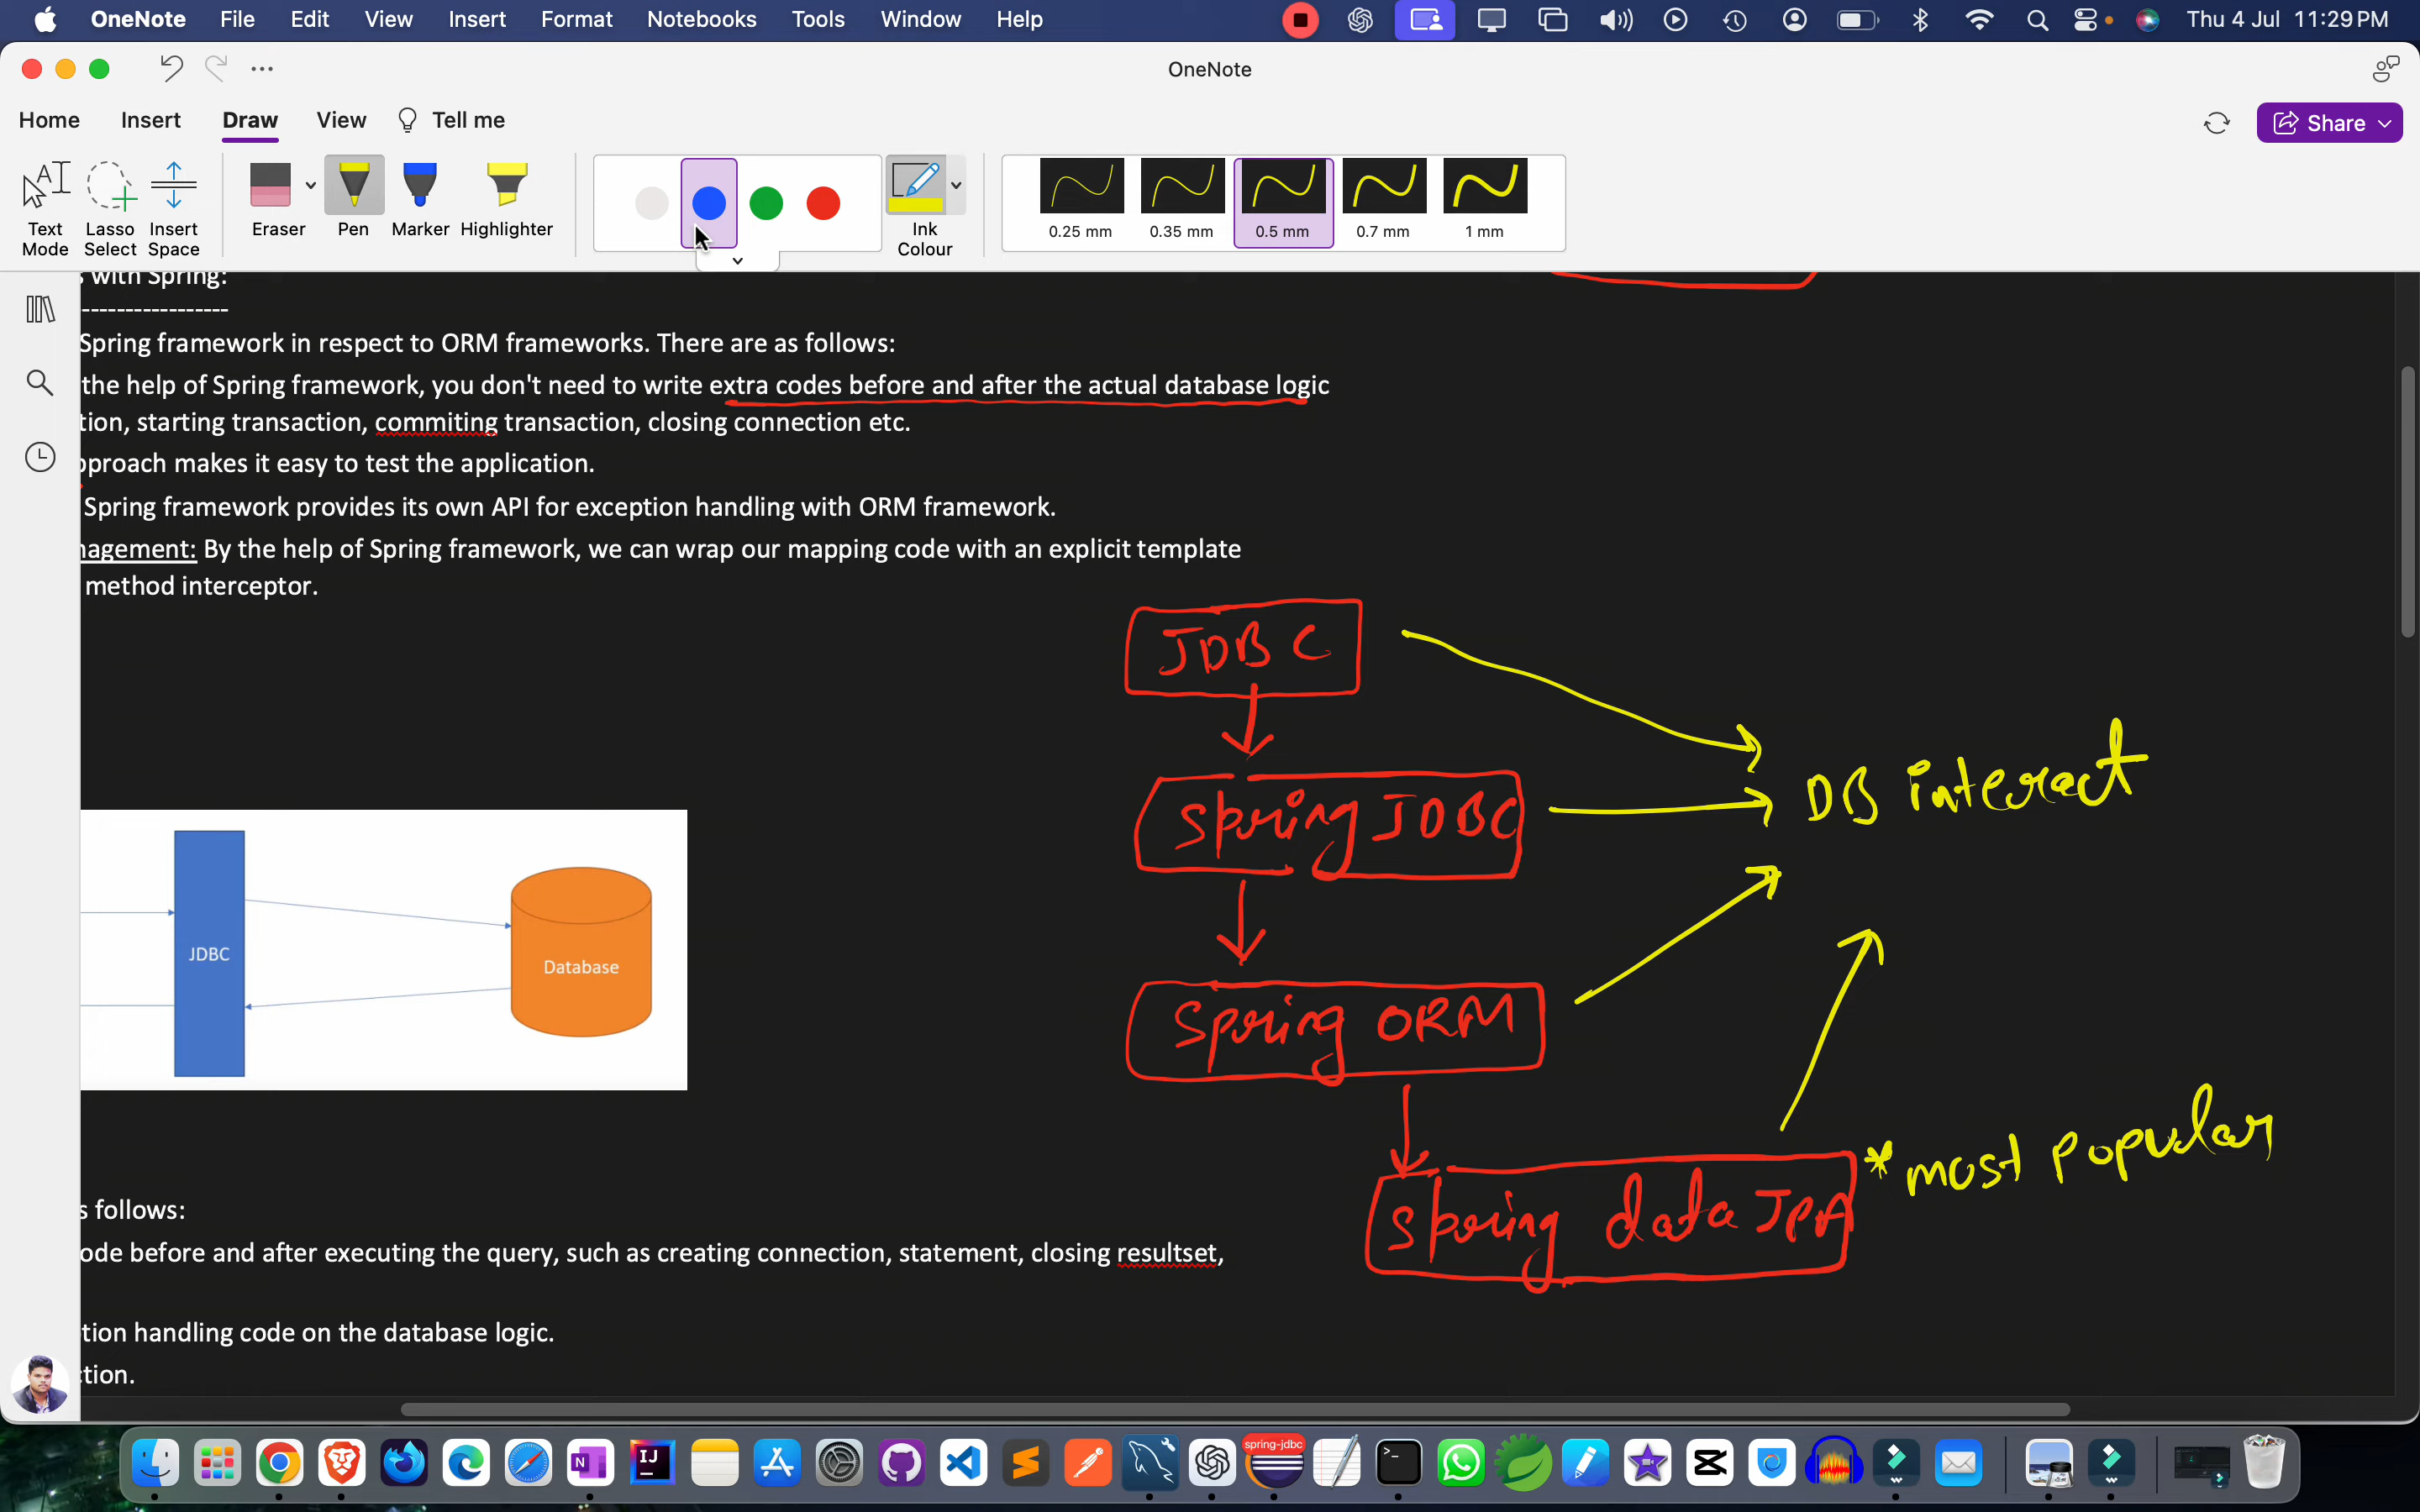 OneNote File Edit View Insert Format Notebooks Tools Window Help Thu 4 Jul 11:29 PM
OneNote
Home Insert Draw View Tell me Share
Text Mode
Lasso Select
Insert Space
Eraser
Pen
Marker
Highlighter
Ink Colour
0.25 mm
0.35 mm
0.5 mm
0.7 mm
1 mm
with Spring:
-----------------
Spring framework in respect to ORM frameworks. There are as follows:
the help of Spring framework, you don't need to write extra codes before and after the actual database logic
tion, starting transaction, commiting transaction, closing connection etc.
pproach makes it easy to test the application.
Spring framework provides its own API for exception handling with ORM framework.
nagement: By the help of Spring framework, we can wrap our mapping code with an explicit template
method interceptor.
JDBC
Spring JDBC
DB interact
Spring ORM
Spring data JPA
* most popular
JDBC
Database
s follows:
ode before and after executing the query, such as creating connection, statement, closing resultset,
tion handling code on the database logic.
ction.
spring-jdbc